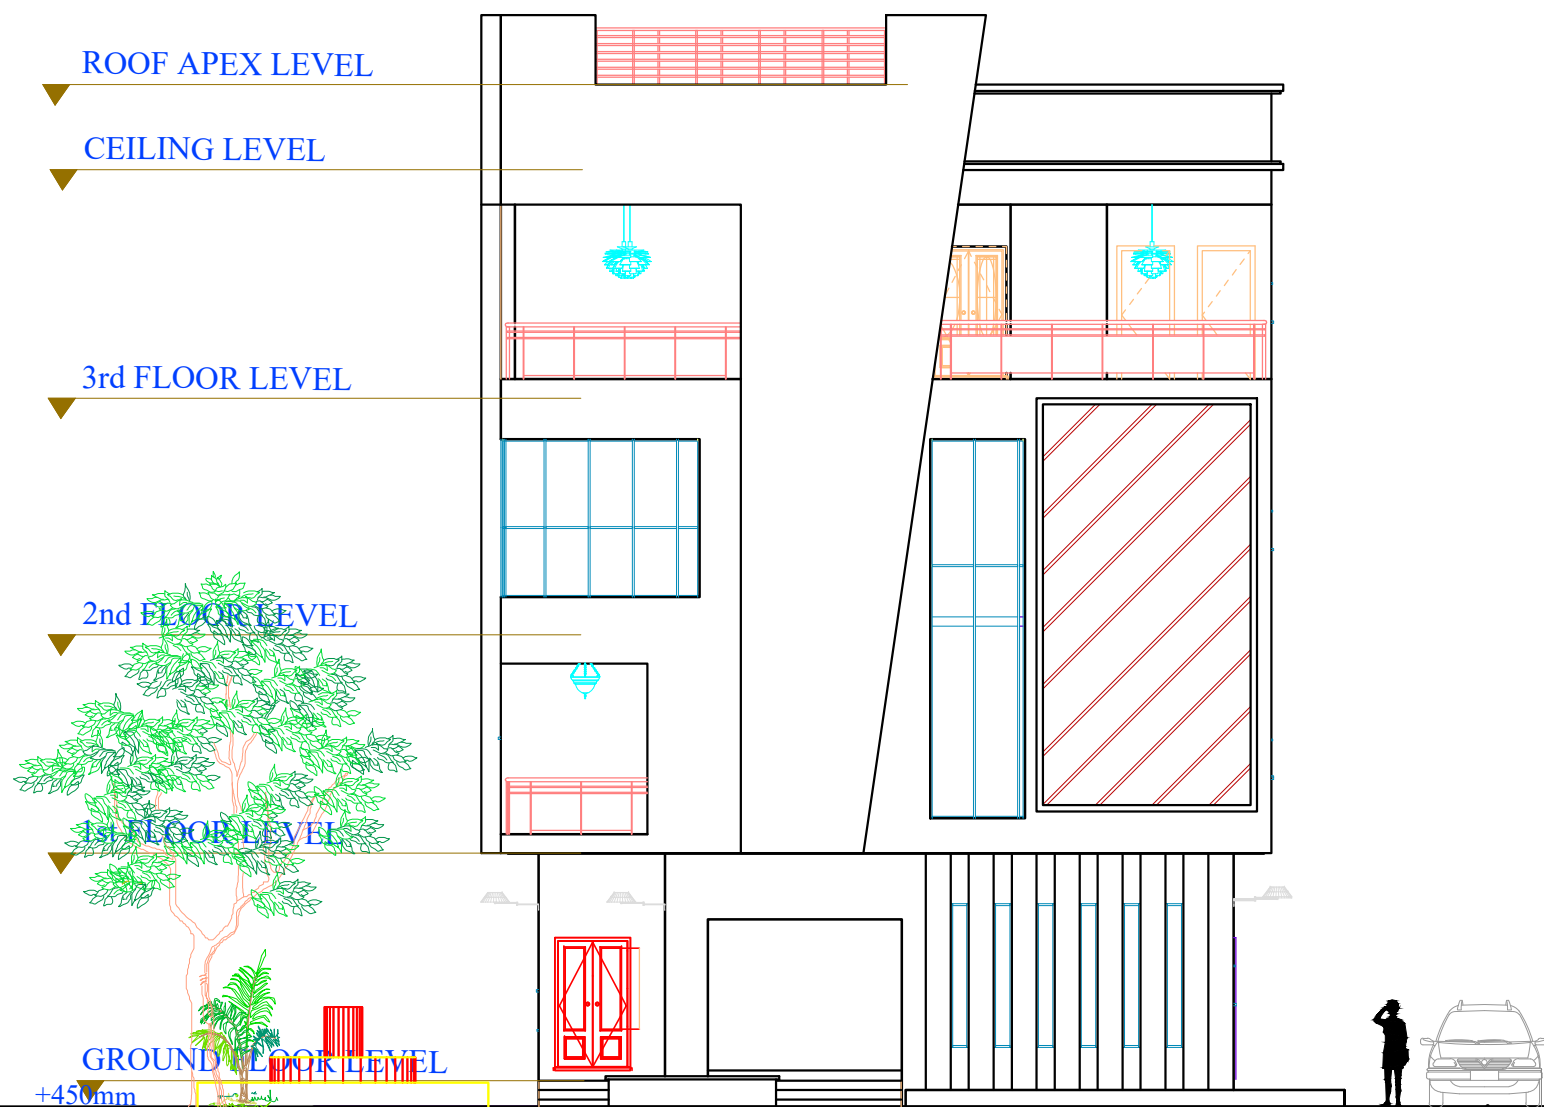 ROOF APEX LEVEL
CEILING LEVEL
3rd FLOOR LEVEL
2nd FLOOR LEVEL
1st FLOOR LEVEL
GROUND FLOOR LEVEL
+450mm